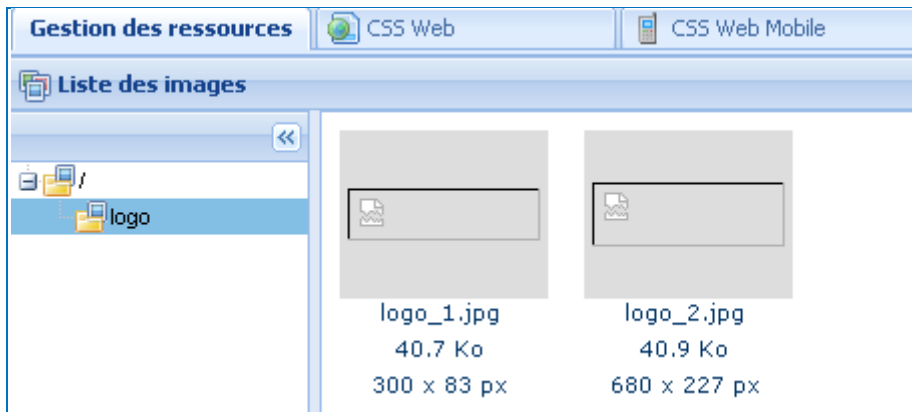 Gestion des ressources
CSS Web
CSS Web Mobile
Liste des images
/
logo
logo_1.jpg
40.7 Ko
300 x 83 px
logo_2.jpg
40.9 Ko
680 x 227 px